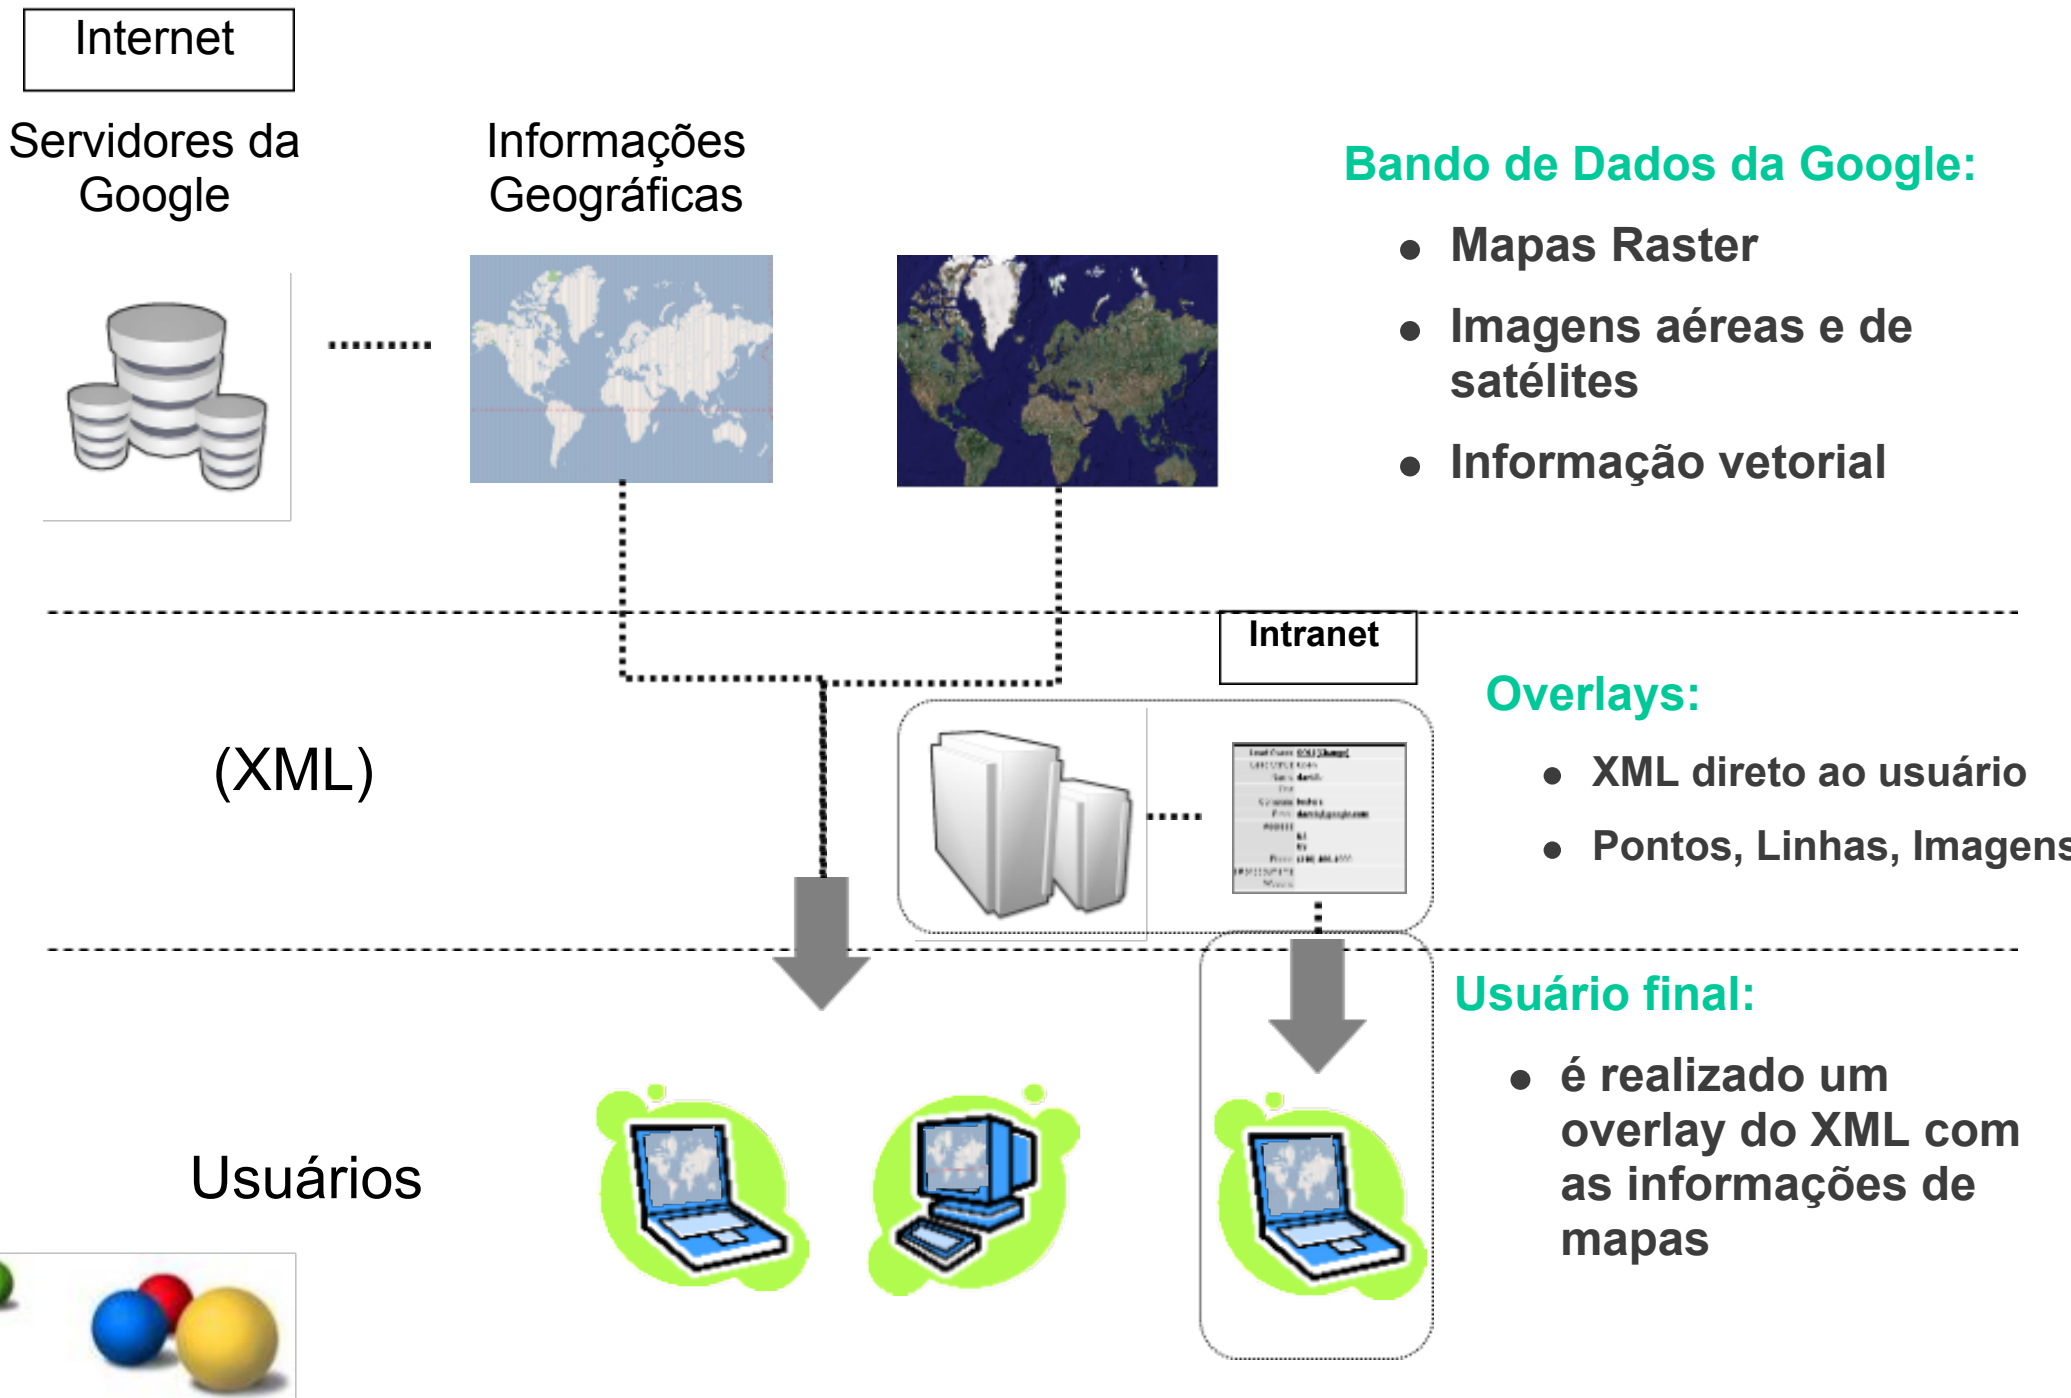 Internet
Servidores da
Google
Informações
Geográficas
Bando de Dados da Google:
● Mapas Raster
● Imagens aéreas e de
satélites
● Informação vetorial
Intranet
(XML)
Overlays:
● XML direto ao usuário
● Pontos, Linhas, Imagens
Usuário final:
● é realizado um
overlay do XML com
as informações de
mapas
Usuários